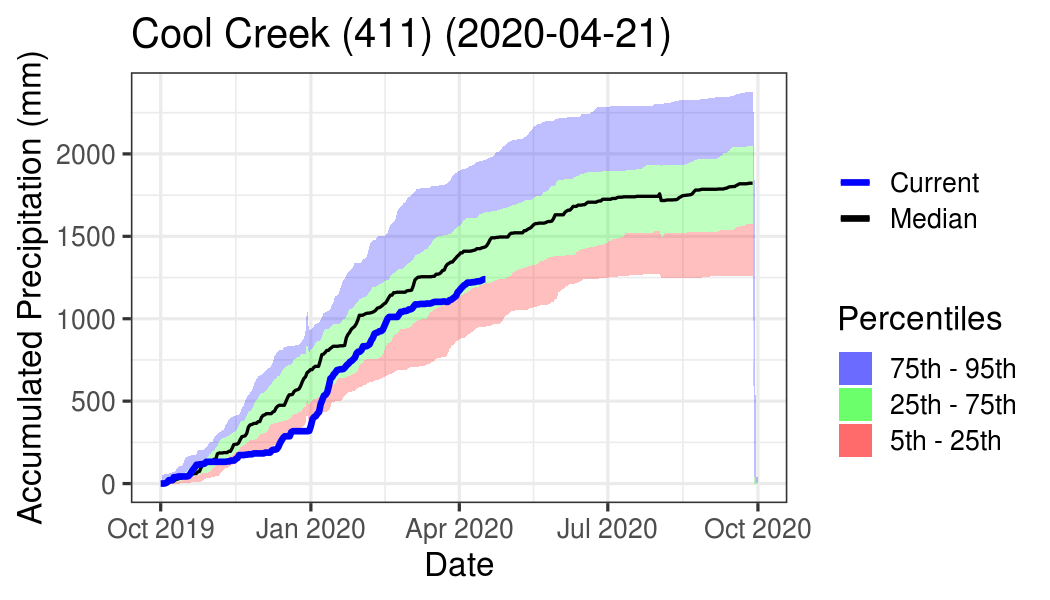 Cool Creek (411) (2020-04-21)
Accumulated Precipitation (mm)
2000
1500
1000
500
0
Oct 2019
Jan 2020
Apr 2020
Jul 2020
Oct 2020
Date
Current
Median
Percentiles
75th - 95th
25th - 75th
5th - 25th